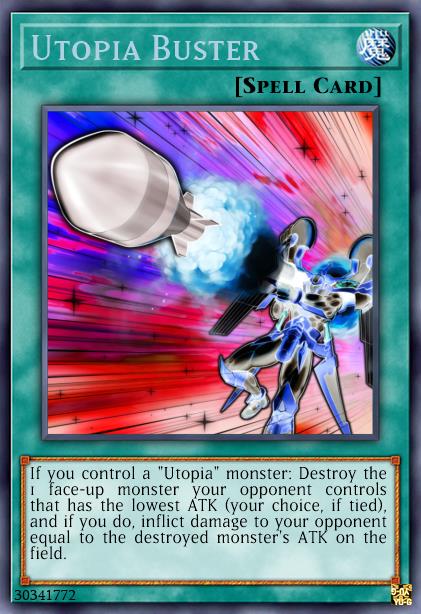 Utopia Buster
魔
[Spell Card]
If you control a "Utopia" monster: Destroy the
1 face-up monster your opponent controls
that has the lowest ATK (your choice, if tied),
and if you do, inflict damage to your opponent
equal to the destroyed monster's ATK on the
field.
30341772